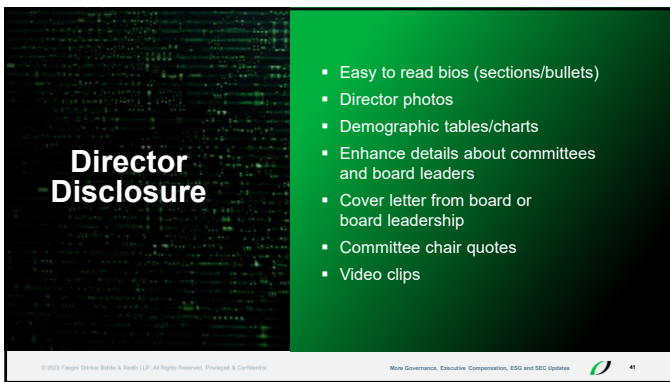 Director
Disclosure
▪ Easy to read bios (sections/bullets)
▪ Director photos
▪ Demographic tables/charts
▪ Enhance details about committees
and board leaders
▪ Cover letter from board or
board leadership
▪ Committee chair quotes
▪ Video clips
© 2023 Faegre Drinker Biddle & Reath LLP. All Rights Reserved. Privileged & Confidential.
More Governance, Executive Compensation, ESG and SEC Updates
41